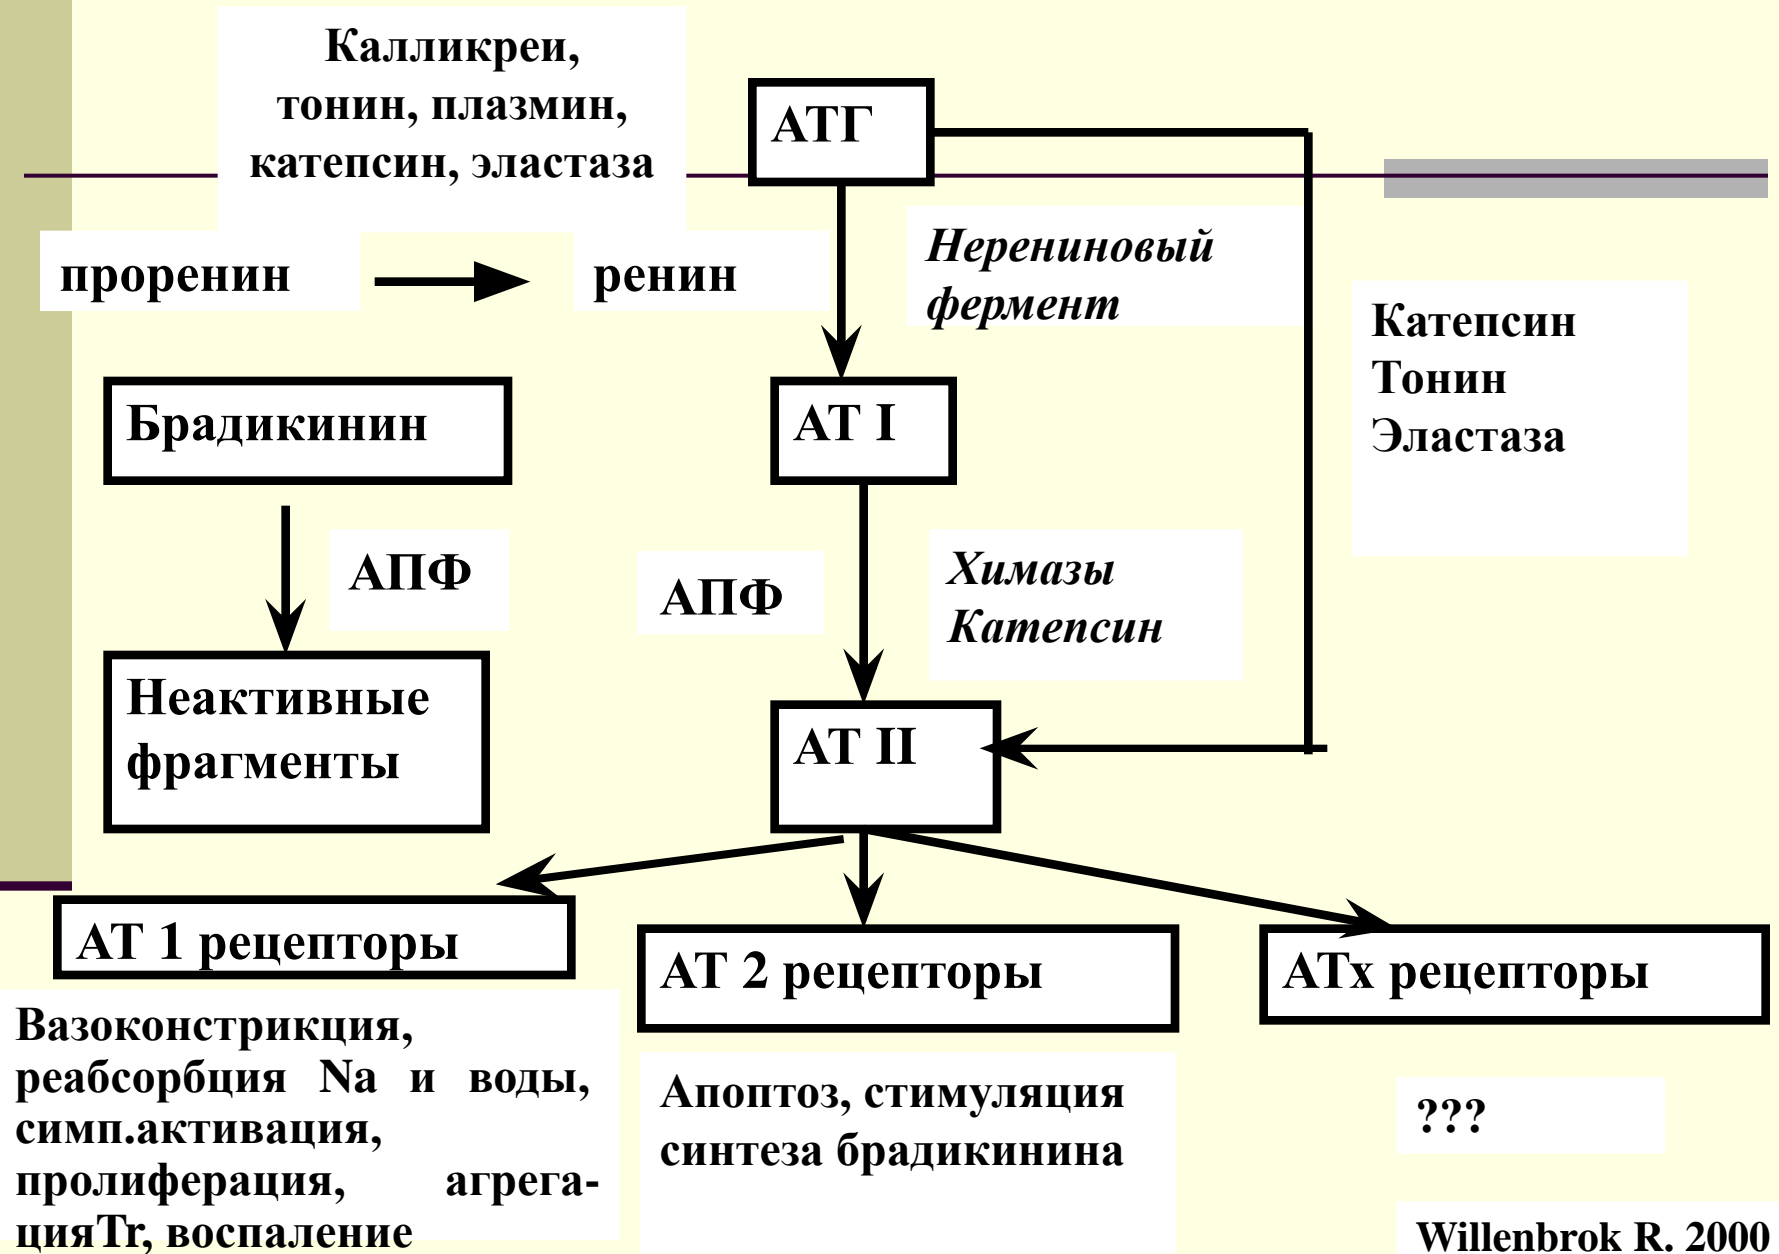 Калликреи,
тонин, плазмин,
катепсин, эластаза
АТГ
проренин
ренин
Нерениновый
фермент
Катепсин
Тонин
Эластаза
Брадикинин
АТ I
АПФ
АПФ
Химазы
Катепсин
Неактивные
фрагменты
АТ II
АТ 1 рецепторы
АТ 2 рецепторы
АТх рецепторы
Вазоконстрикция,
реабсорбция Na и воды,
симп.активация,
пролиферация, агрега-
цияTr, воспаление
Апоптоз, стимуляция
синтеза брадикинина
???
Willenbrok R. 2000